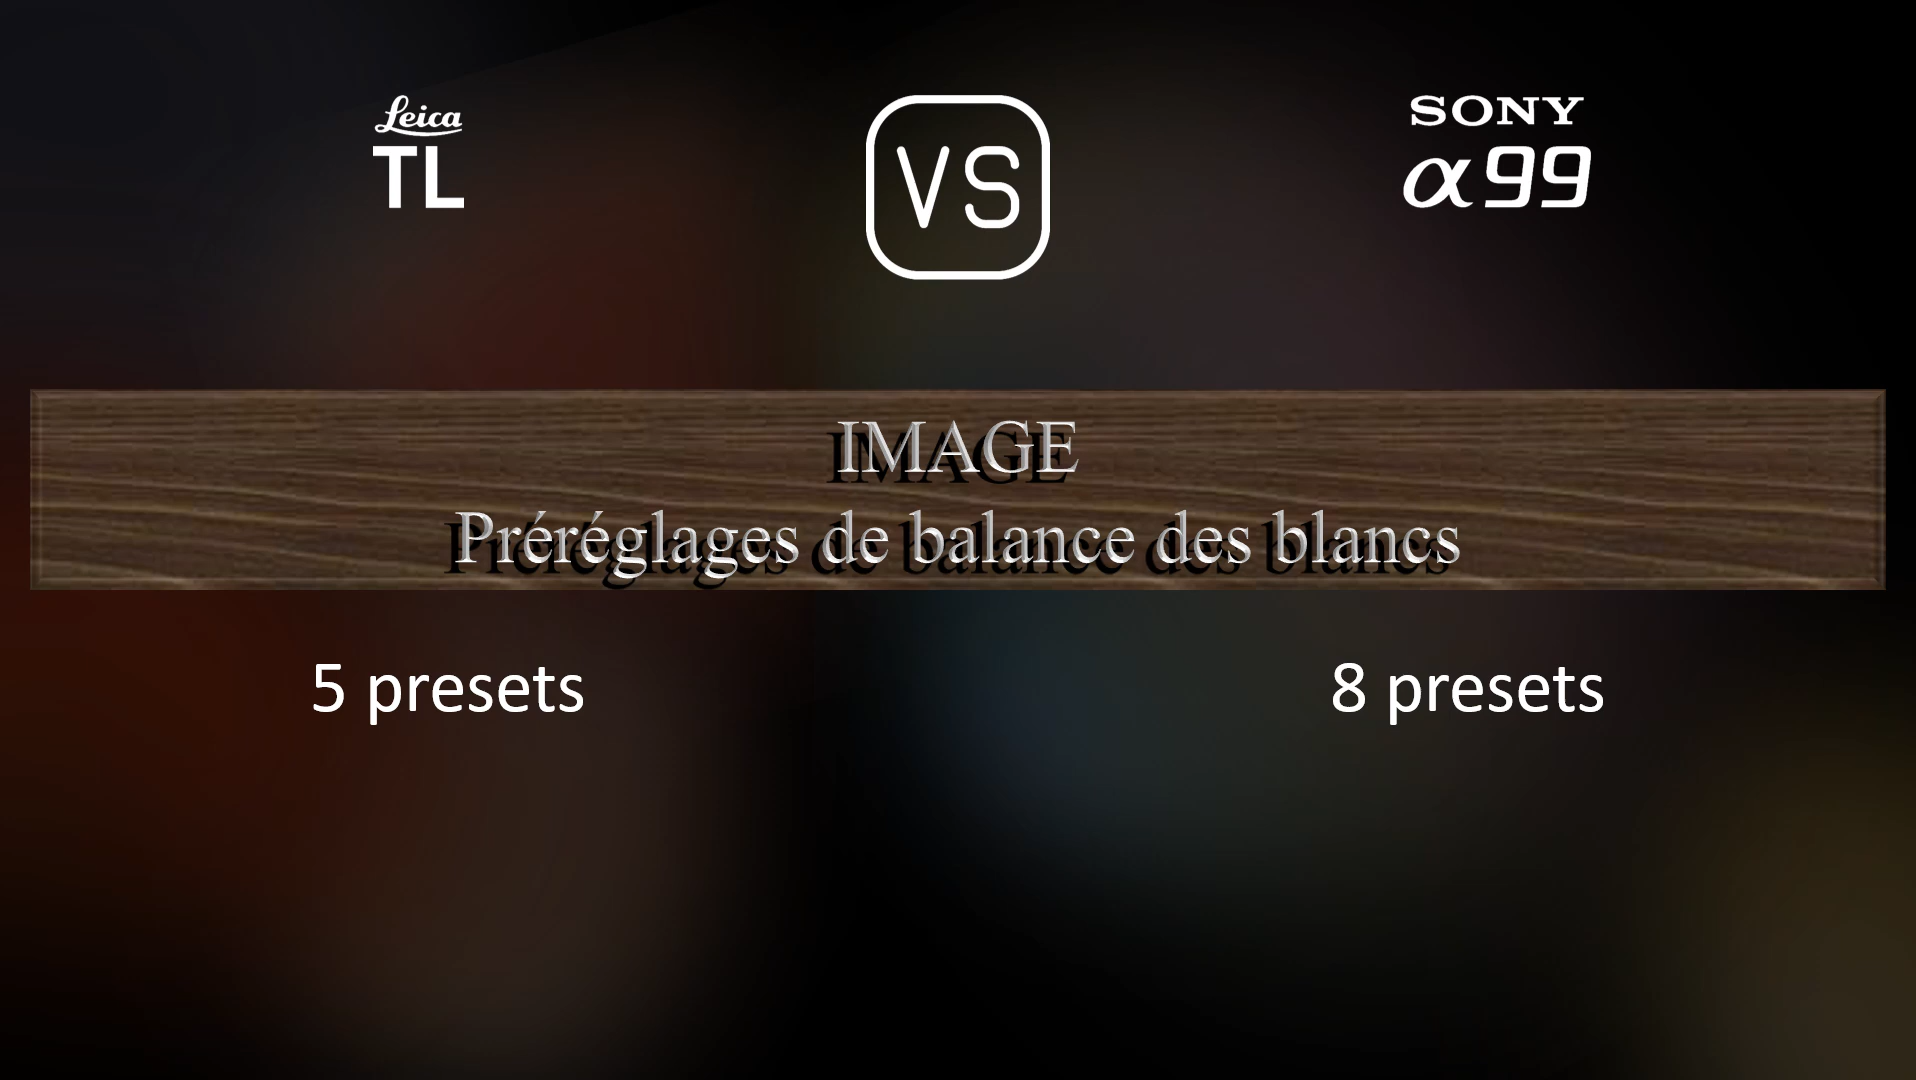 Leica
TL
VS
SONY
α99
IMAGE
Préréglages de balance des blancs
5 presets
8 presets